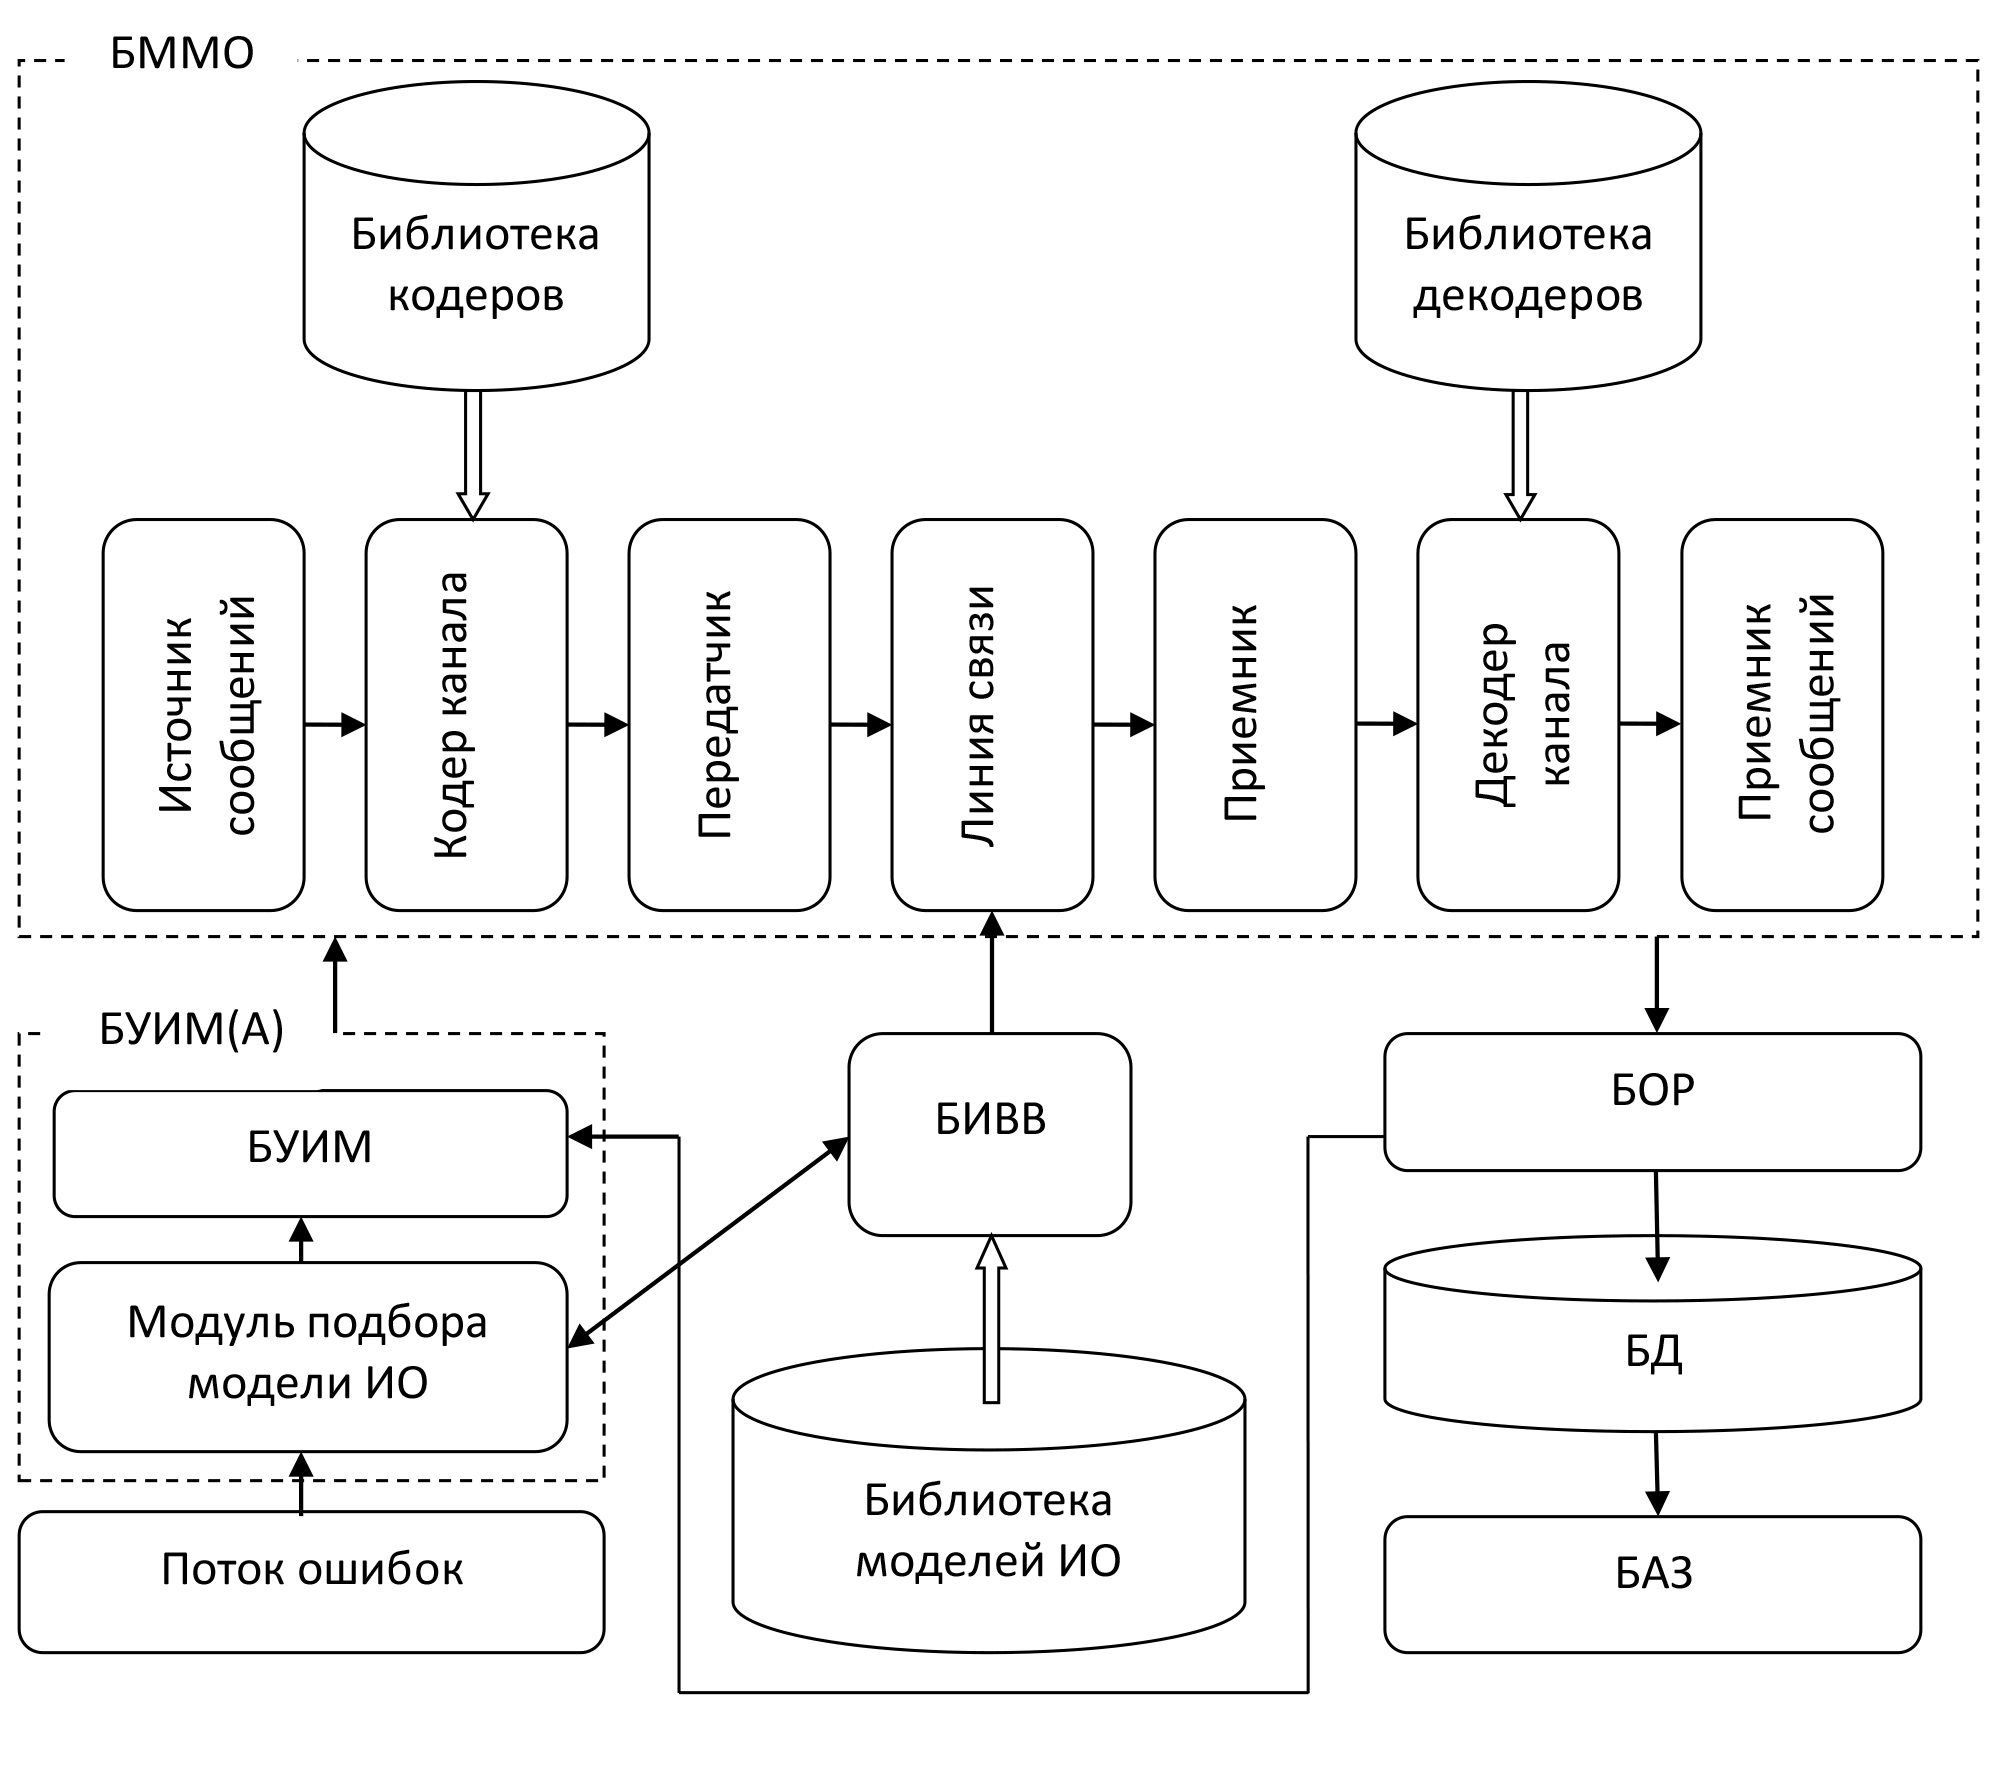 БММО
Библиотека
кодеров
Библиотека
декодеров
Источник
сообщений
Кодер канала
Передатчик
Линия связи
Приемник
Декодер
канала
Приемник
сообщений
БУИМ(А)
БУИМ
Модуль подбора
модели ИО
Поток ошибок
БИВВ
Библиотека
моделей ИО
БОР
БД
БАЗ